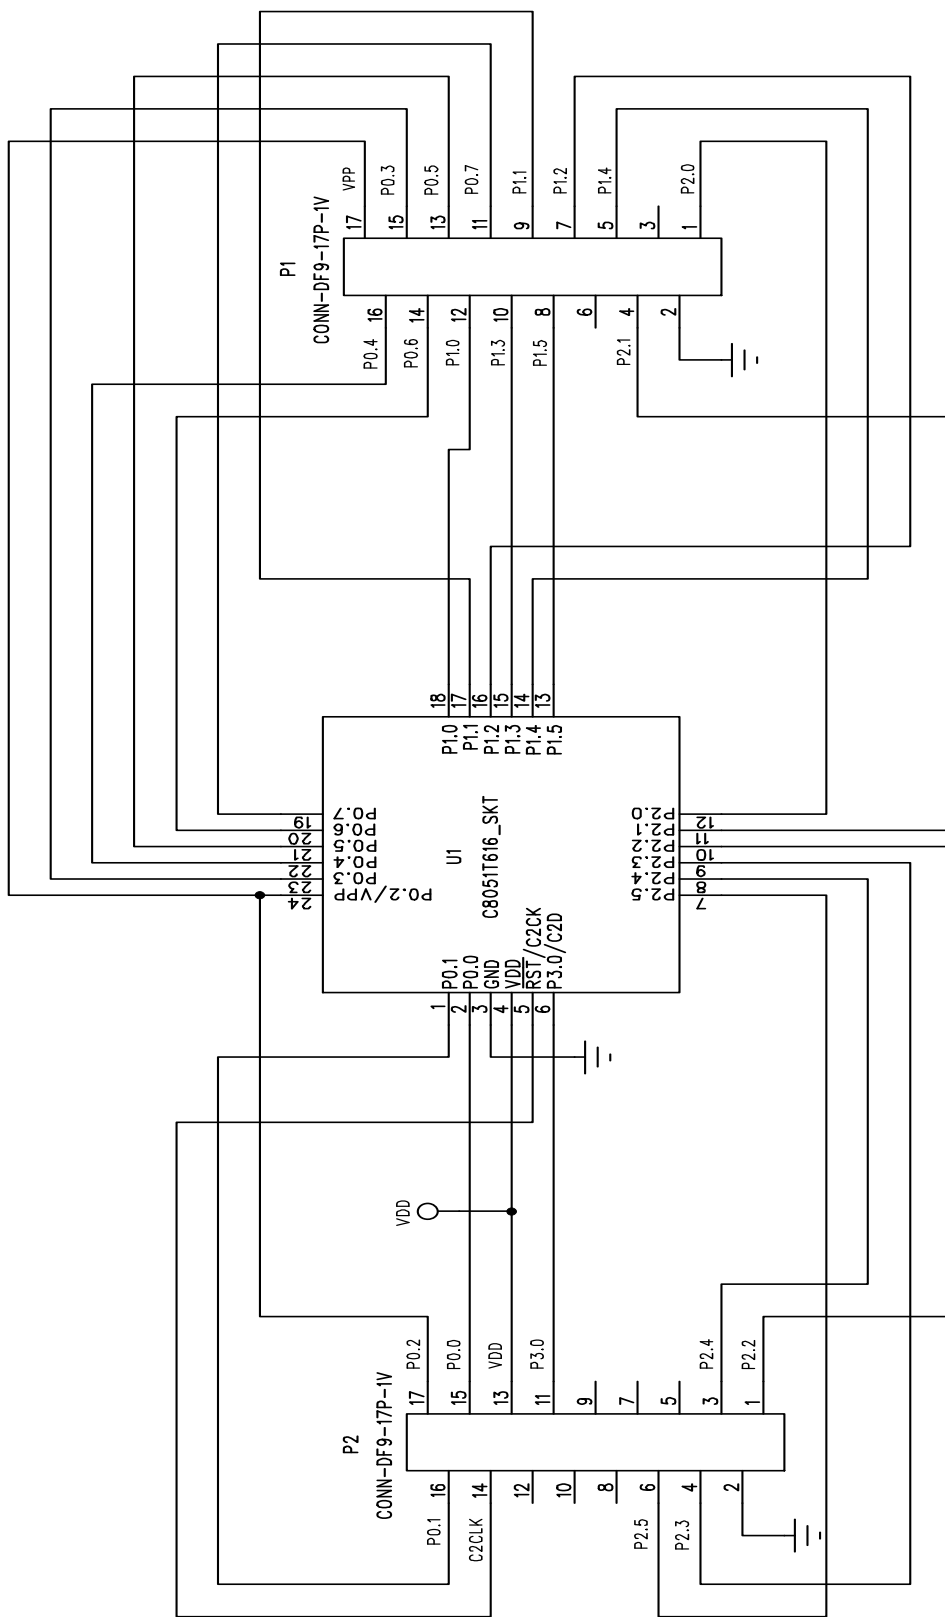 P1
CONN-DF9-17P-1V
VPP
P0.3
P0.5
P0.7
P1.1
P1.2
P1.4
P2.0
17
15
13
11
9
7
5
3
1
16
14
12
10
8
6
4
2
P0.4
P0.6
P1.0
P1.3
P1.5
P2.1
18
17
16
15
14
13
P1.0
P1.1
P1.2
P1.3
P1.4
P1.5
19
20
21
22
23
24
P0.7
P0.6
P0.5
P0.4
P0.3
P0.2/VPP
U1
C8051T616_SKT
P2.0
P2.1
P2.2
P2.3
P2.4
P2.5
12
11
10
9
8
7
P0.1
P0.0
GND
VDD
RST/C2CK
P3.0/C2D
1
2
3
4
5
6
VDD
P0.2
P0.0
VDD
P3.0
P2.4
P2.2
17
15
13
11
9
7
5
3
1
P2
CONN-DF9-17P-1V
16
14
12
10
8
6
4
2
P0.1
C2CLK
P2.5
P2.3